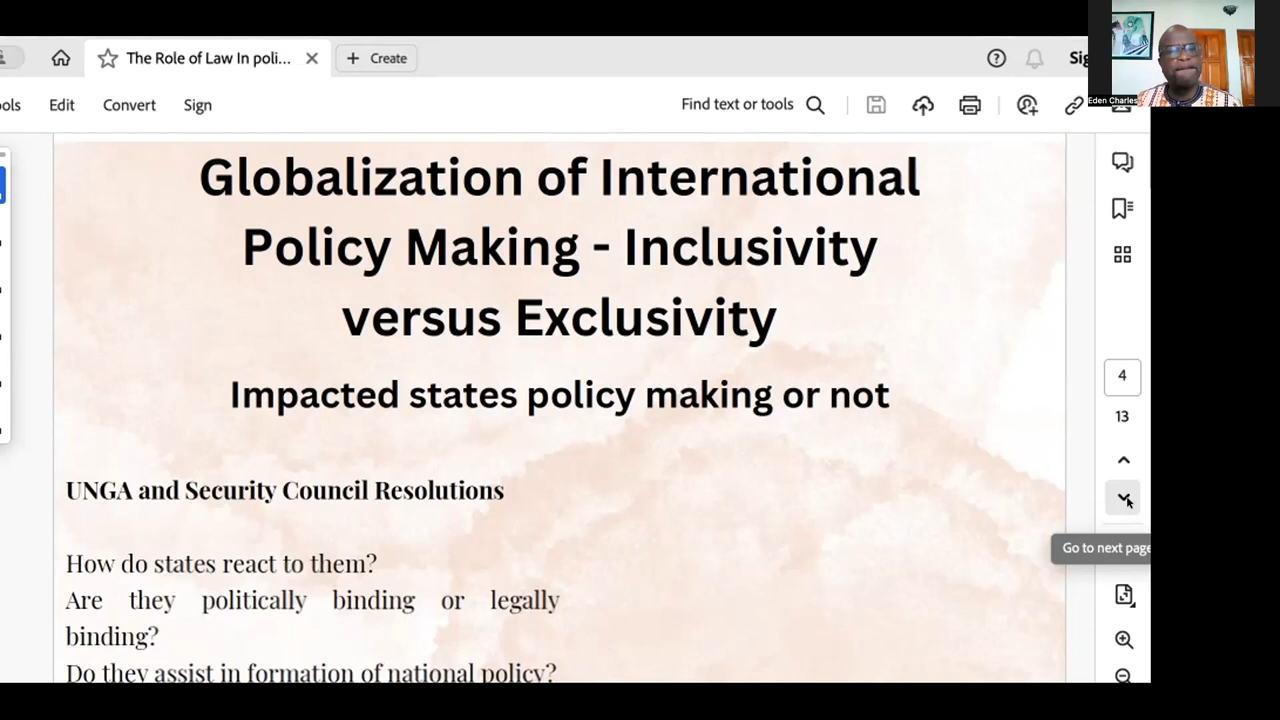 The Role of Law In poli...
Create
ools
Edit
Convert
Sign
Find text or tools
Sig
Eden Charles
Globalization of International
Policy Making - Inclusivity
versus Exclusivity
Impacted states policy making or not
UNGA and Security Council Resolutions
How do states react to them?
Are they politically binding or legally
binding?
Do they assist in formation of national policy?
4
13
Go to next page